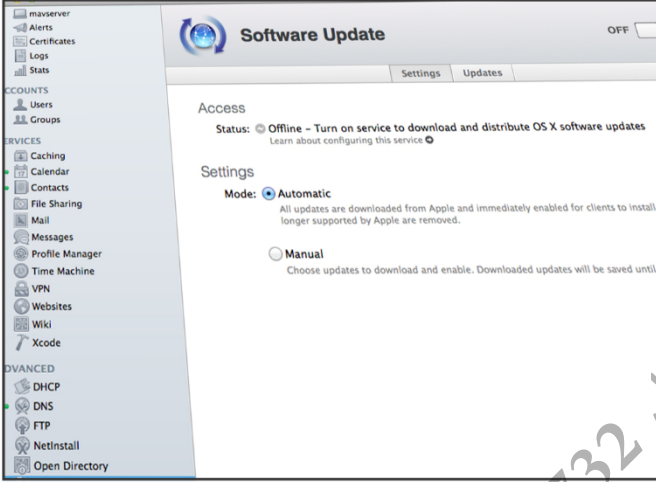 mavserver
Alerts
Certificates
Logs
Stats
CCOUNTS
Users
Groups
ERVICES
Caching
Calendar
Contacts
File Sharing
Mail
Messages
Profile Manager
Time Machine
VPN
Websites
Wiki
Xcode
DVANCED
DHCP
DNS
FTP
NetInstall
Open Directory
Software Update
OFF
Settings Updates
Access
Status: Offline – Turn on service to download and distribute OS X software updates
Learn about configuring this service
Settings
Mode: Automatic
All updates are downloaded from Apple and immediately enabled for clients to install
longer supported by Apple are removed.
Manual
Choose updates to download and enable. Downloaded updates will be saved until
732